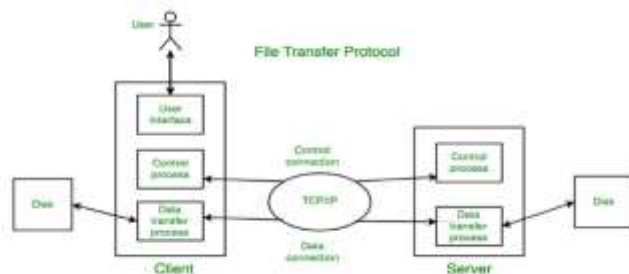 User
File Transfer Protocol
User
Interface
Control
process
Data
transfer
process
Client
Disk
Control
connection
TCP/IP
Data
connection
Control
process
Data
transfer
process
Server
Disk